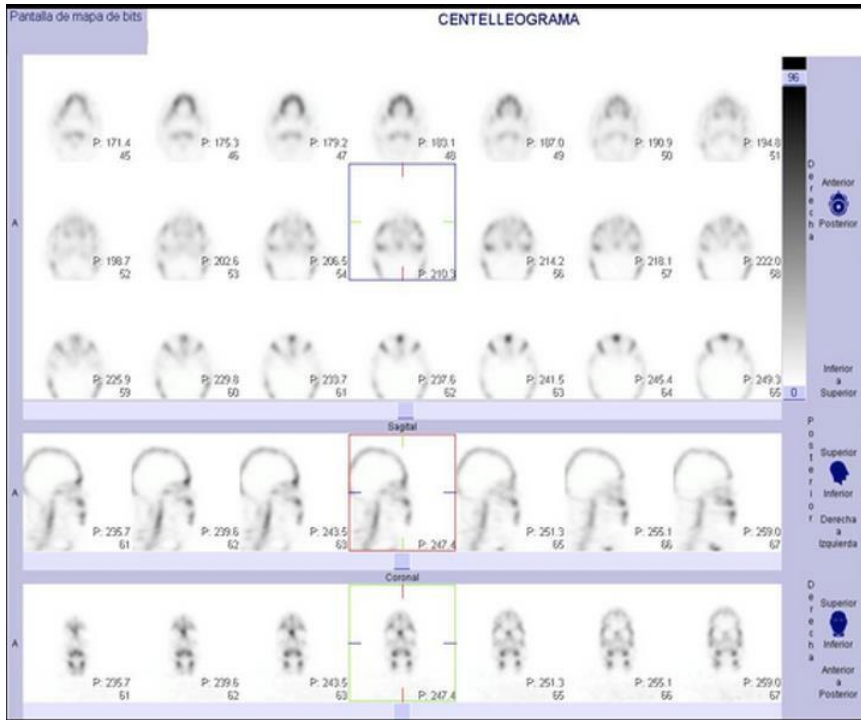 Pantalla de mapa de bits
CENTELLEOGRAMA
96
P: 171.4
45
P: 175.3
46
P: 179.2
47
P: 183.1
48
P: 187.0
49
P: 190.9
50
P: 194.8
51
Derecha
Anterior
Posterior
A
P: 198.7
52
P: 202.6
53
P: 206.5
54
P: 210.3
P: 214.2
56
P: 218.1
57
P: 222.0
58
P: 225.9
59
P: 229.8
60
P: 233.7
61
P: 237.6
62
P: 241.5
63
P: 245.4
64
P: 249.3
65
0
Inferior
a
Superior
Sagital
A
P: 235.7
61
P: 239.6
62
P: 243.5
63
P: 247.4
P: 251.3
65
P: 255.1
66
P: 259.0
67
Posterior
Superior
Inferior
Derecha
a
Izquierda
Coronal
A
P: 235.7
61
P: 239.6
62
P: 243.5
63
P: 247.4
P: 251.3
65
P: 255.1
66
P: 259.0
67
Derecha
Superior
Inferior
Anterior
a
Posterior